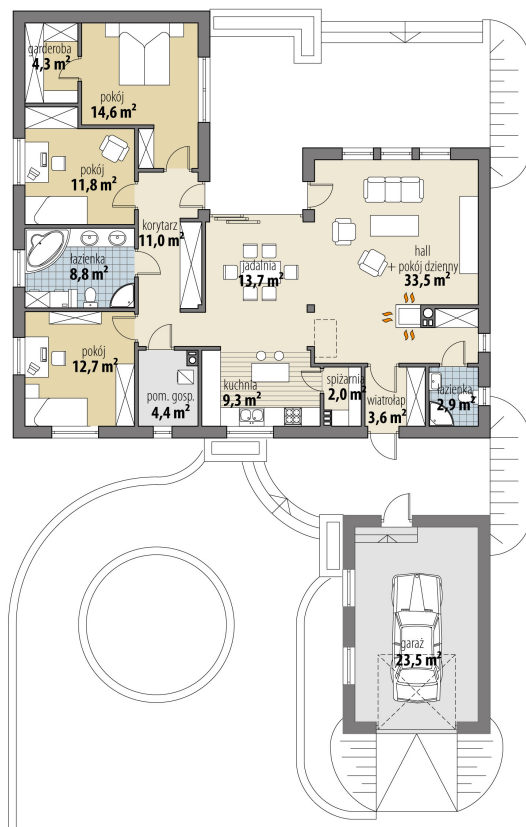 garderoba
4,3 m²
pokój
14,6 m²
pokój
11,8 m²
korytarz
11,0 m²
łazienka
8,8 m²
jadalnia
13,7 m²
hall
+ pokój dzienny
33,5 m²
pokój
12,7 m²
pom. gosp.
4,4 m²
kuchnia
9,3 m²
spiżarnia
2,0 m²
wiatrołap
3,6 m²
łazienka
2,9 m²
garaż
23,5 m²